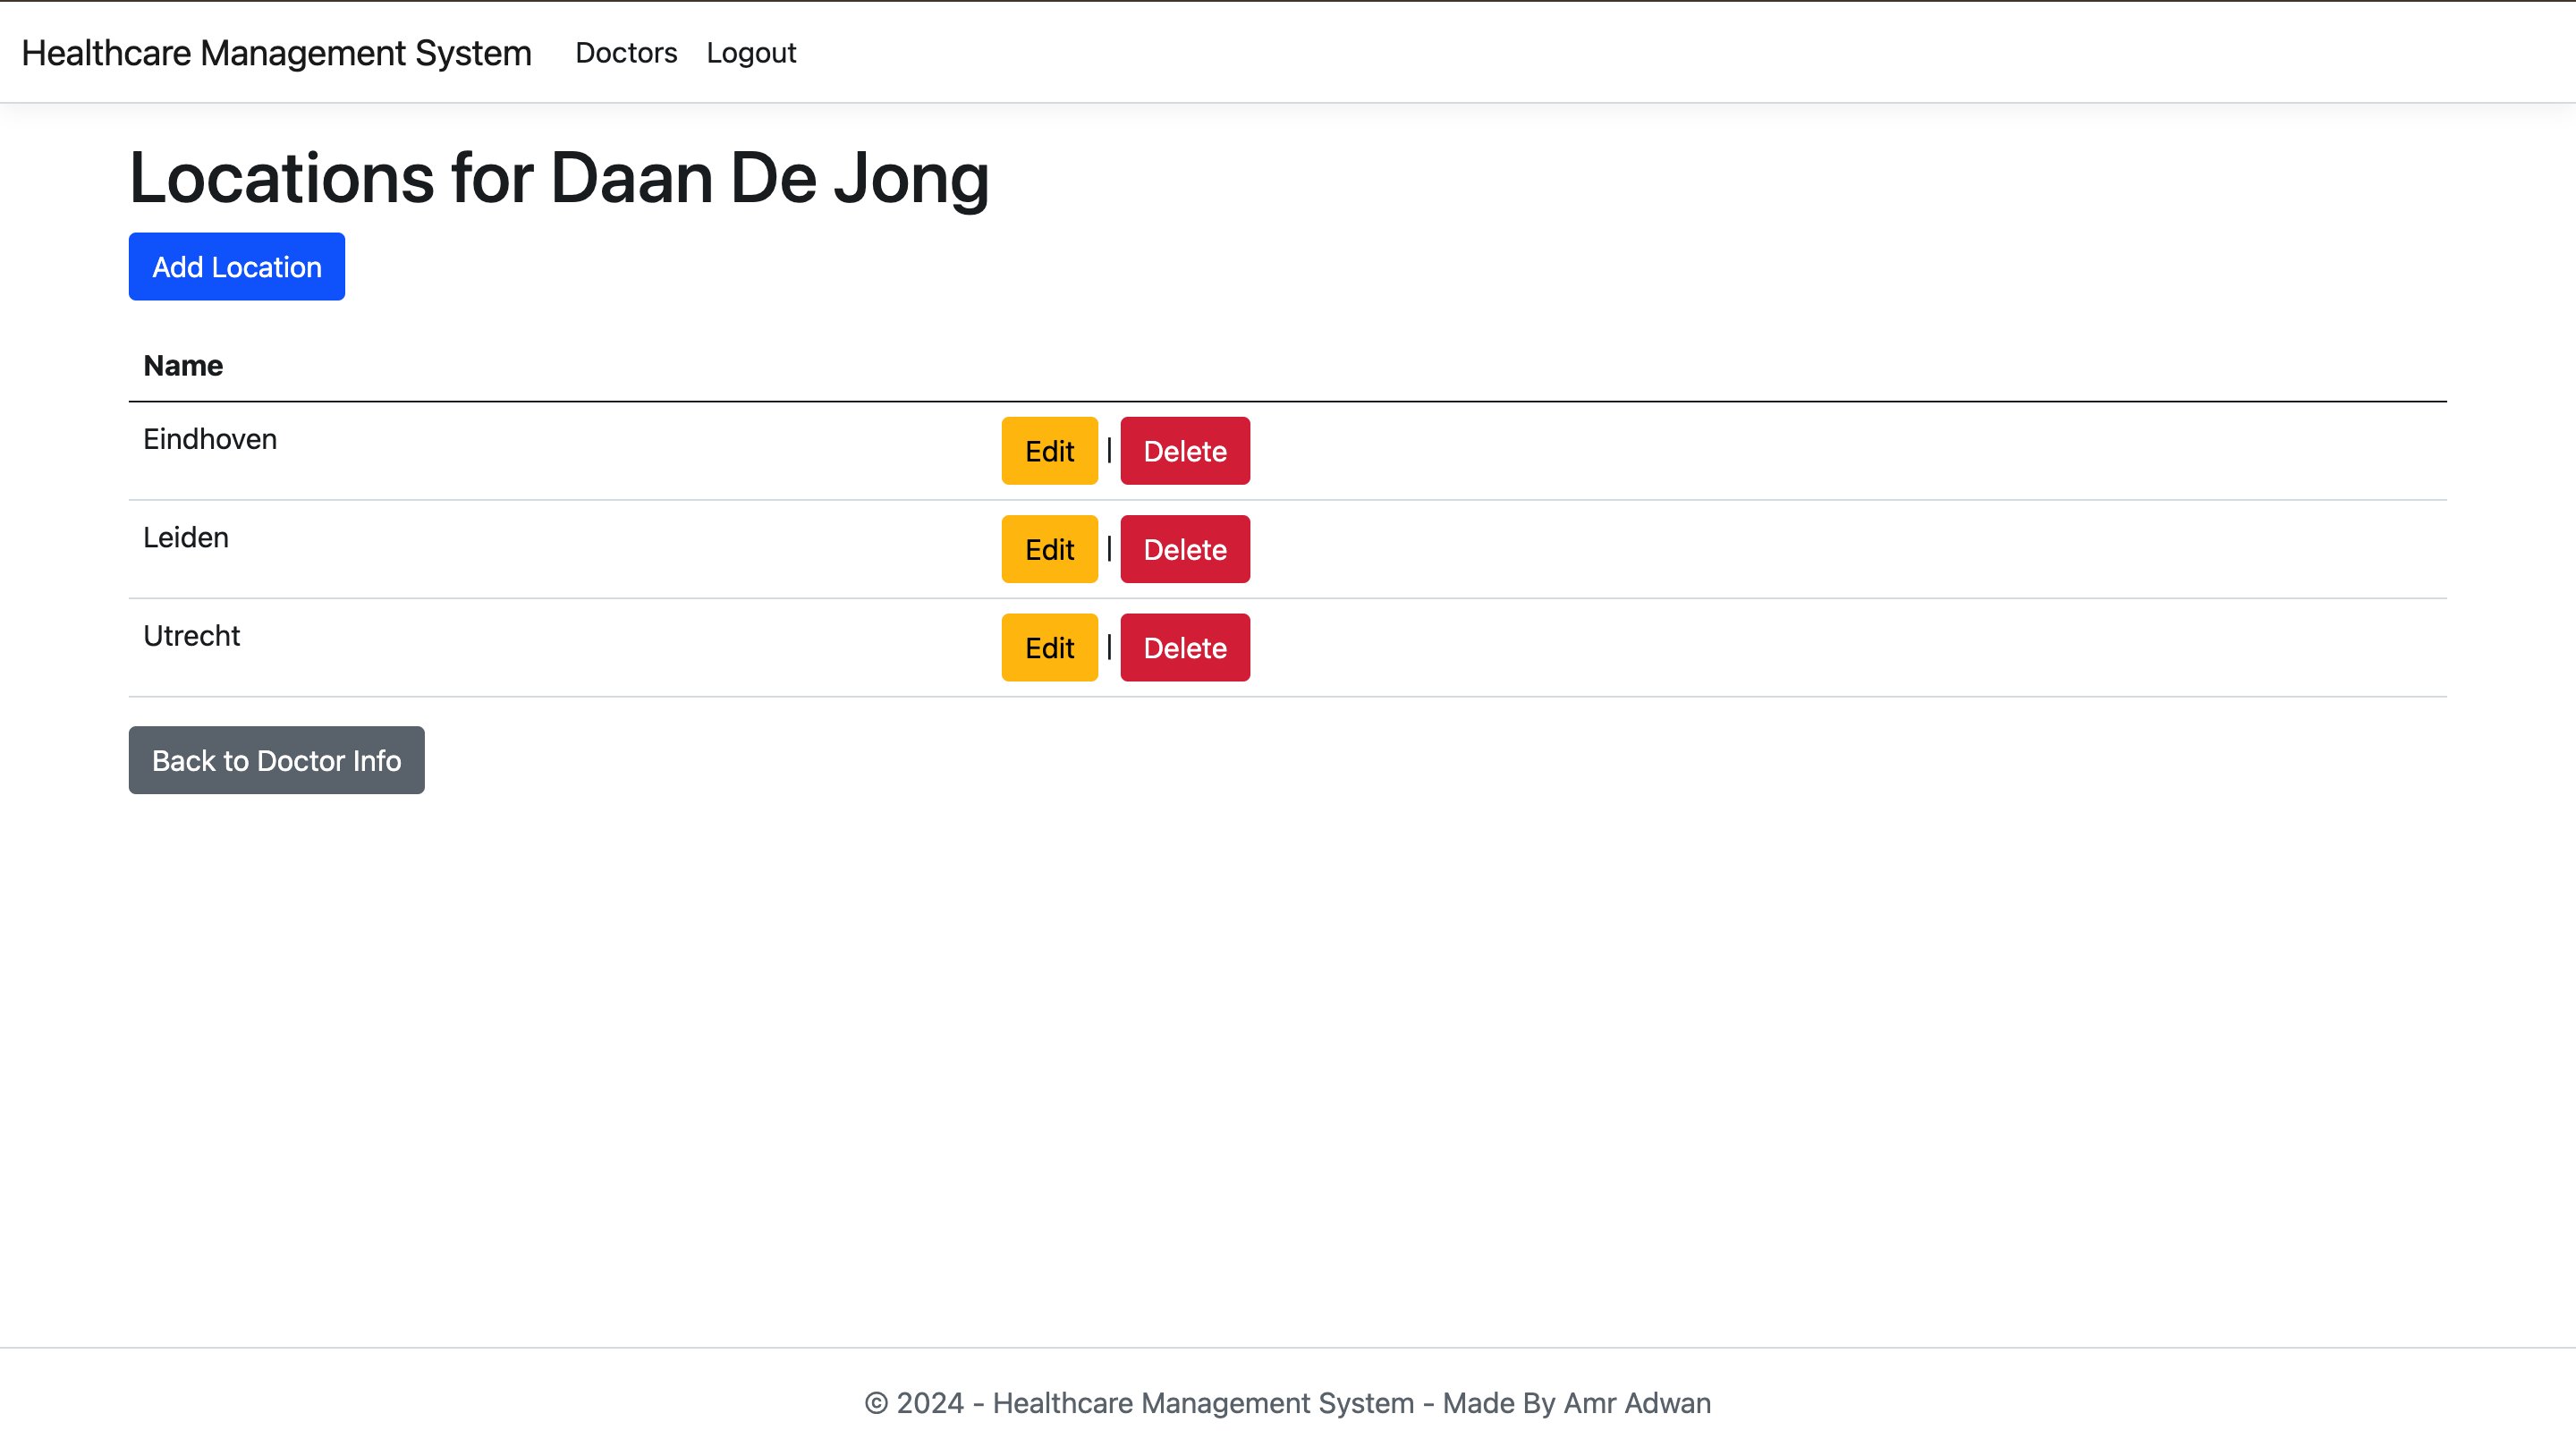 Healthcare Management System Doctors Logout
Locations for Daan De Jong
Add Location
Name
Eindhoven Edit | Delete
Leiden Edit | Delete
Utrecht Edit | Delete
Back to Doctor Info
© 2024 - Healthcare Management System - Made By Amr Adwan